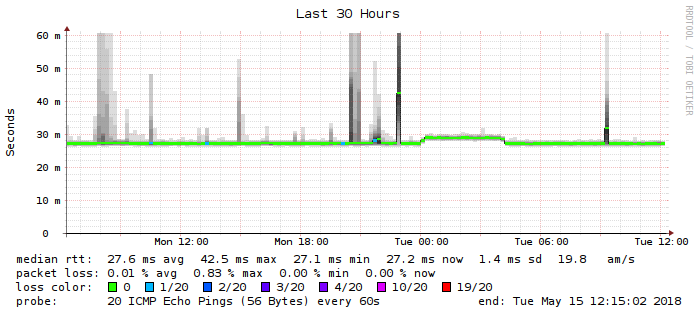 Last 30 Hours
RRDTOOL / TOBI OETIKER
Seconds
60 m
50 m
40 m
30 m
20 m
10 m
0
Mon 12:00 Mon 18:00 Tue 00:00 Tue 06:00 Tue 12:00
median rtt: 27.6 ms avg 42.5 ms max 27.1 ms min 27.2 ms now 1.4 ms sd 19.8 am/s
packet loss: 0.01 % avg 0.83 % max 0.00 % min 0.00 % now
loss color: 0 1/20 2/20 3/20 4/20 10/20 19/20
probe: 20 ICMP Echo Pings (56 Bytes) every 60s end: Tue May 15 12:15:02 2018